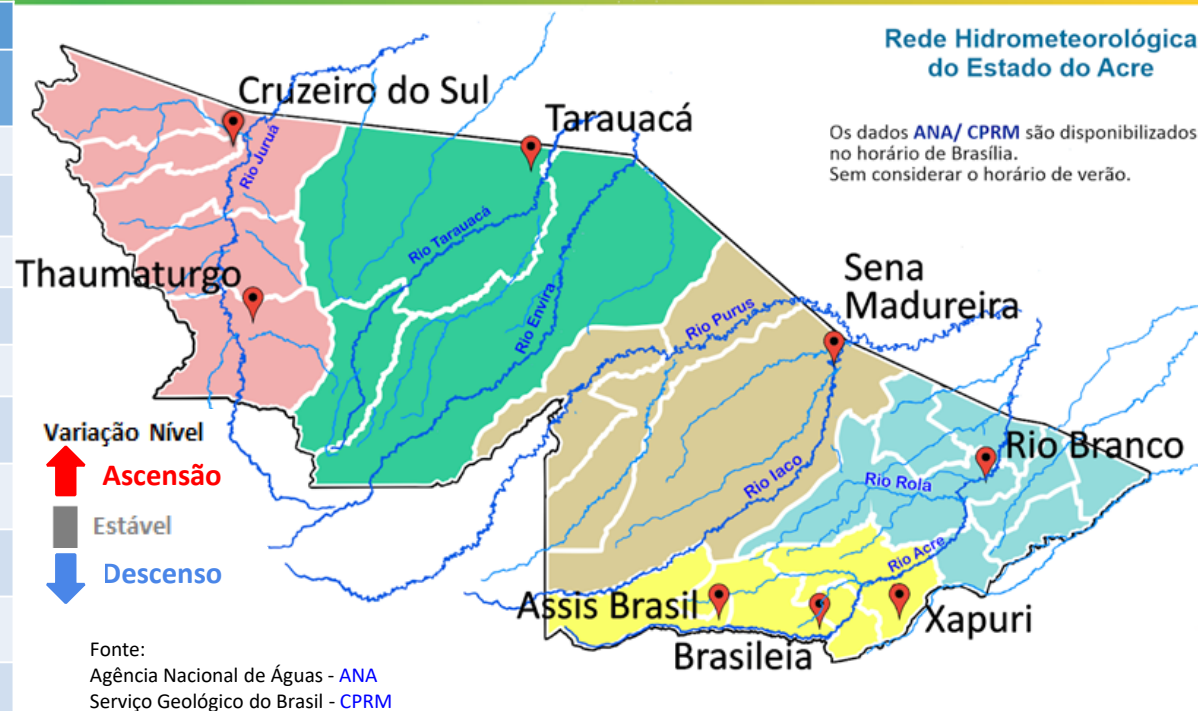 Rede Hidrometeorológica
do Estado do Acre
Os dados ANA/ CPRM são disponibilizados
no horário de Brasília.
Sem considerar o horário de verão.
Cruzeiro do Sul
Tarauacá
Rio Juruá
Rio Tarauacá
Thaumaturgo
Rio Envira
Sena
Madureira
Rio Purus
Variação Nível
Ascensão
Estável
Descenso
Rio Branco
Rio Iaco
Rio Rola
Rio Acre
Assis Brasil
Xapuri
Brasileia
Fonte:
Agência Nacional de Águas - ANA
Serviço Geológico do Brasil - CPRM